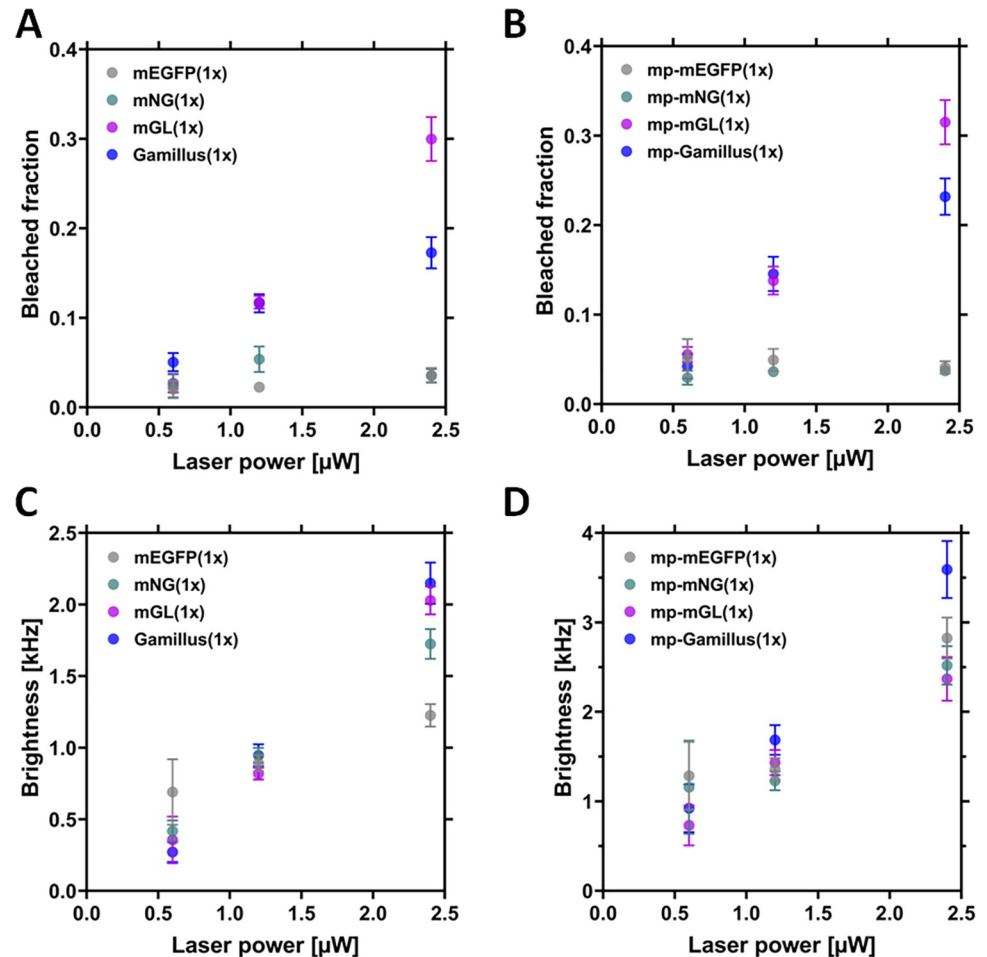 A
0.4
0.3
0.2
0.1
0.0
Bleached fraction
mEGFP(1x)
mNG(1x)
mGL(1x)
Gamillus(1x)
0.0 0.5 1.0 1.5 2.0 2.5
Laser power [µW]
B
0.4
0.3
0.2
0.1
0.0
Bleached fraction
mp-mEGFP(1x)
mp-mNG(1x)
mp-mGL(1x)
mp-Gamillus(1x)
0.0 0.5 1.0 1.5 2.0 2.5
Laser power [µW]
C
2.5
2.0
1.5
1.0
0.5
0.0
Brightness [kHz]
mEGFP(1x)
mNG(1x)
mGL(1x)
Gamillus(1x)
0.0 0.5 1.0 1.5 2.0 2.5
Laser power [µW]
D
4
3
2
1
0
Brightness [kHz]
mp-mEGFP(1x)
mp-mNG(1x)
mp-mGL(1x)
mp-Gamillus(1x)
0.0 0.5 1.0 1.5 2.0 2.5
Laser power [µW]